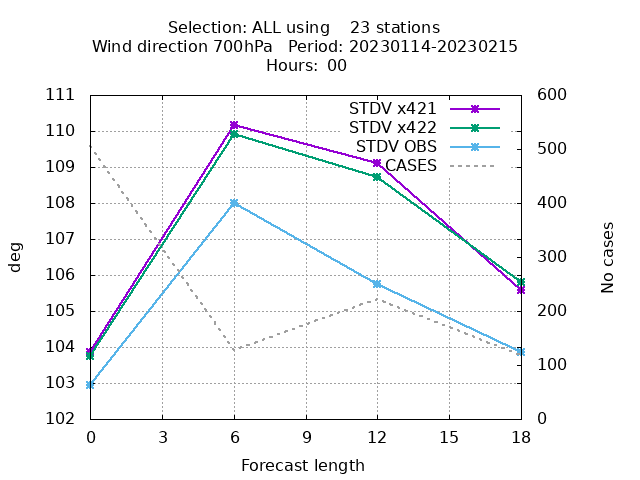 Selection: ALL using    23 stations
Wind direction 700hPa   Period: 20230114-20230215
Hours: 00
111
110
109
108
107
106
105
104
103
102
deg
STDV x421
STDV x422
STDV OBS
CASES
600
500
400
300
200
100
0
No cases
0 3 6 9 12 15 18
Forecast length